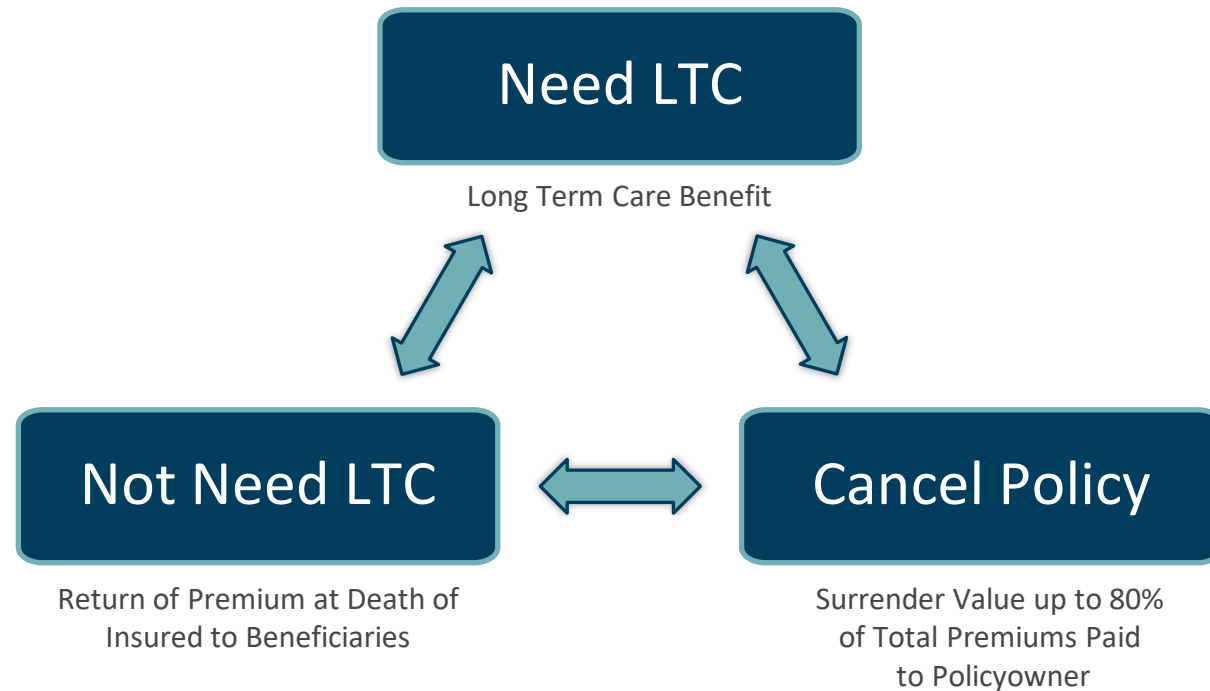 Need LTC
Long Term Care Benefit
Not Need LTC
Return of Premium at Death of
Insured to Beneficiaries
Cancel Policy
Surrender Value up to 80%
of Total Premiums Paid
to Policyowner